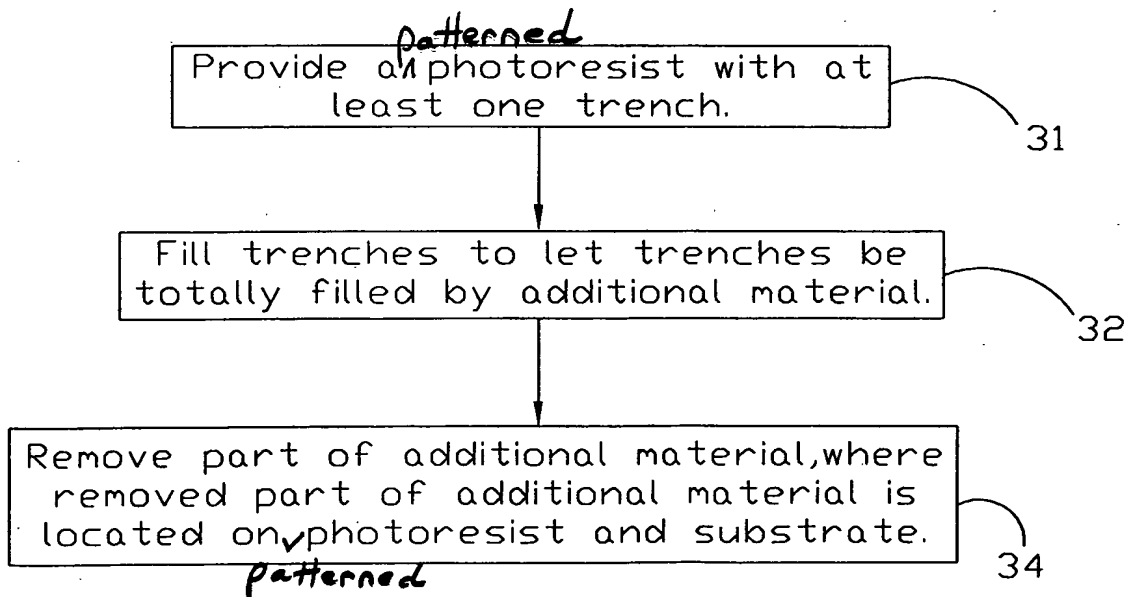 patterned
Provide a photoresist with at
least one trench.
31
Fill trenches to let trenches be
totally filled by additional material.
32
Remove part of additional material,where
removed part of additional material is
located on photoresist and substrate.
patterned
34